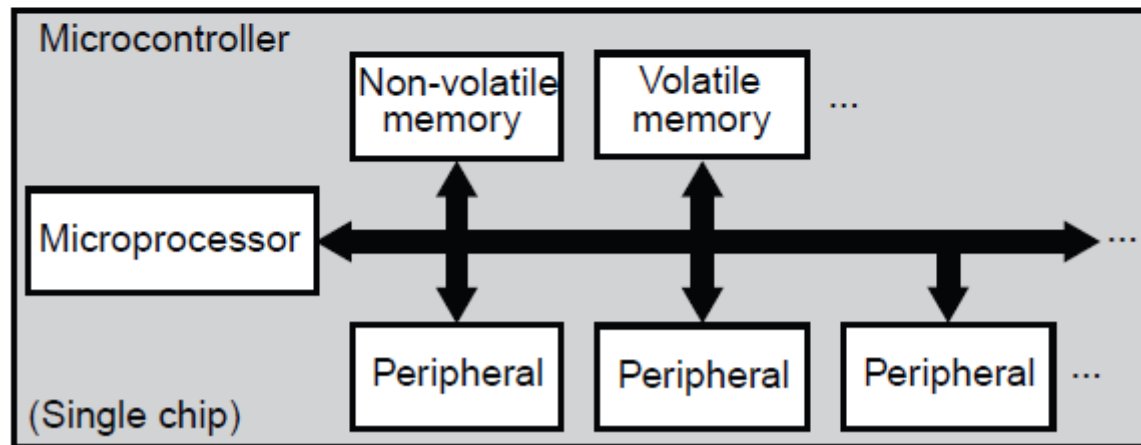 Microcontroller
Non-volatile
memory
Volatile
memory
...
Microprocessor
...
Peripheral
Peripheral
Peripheral
...
(Single chip)